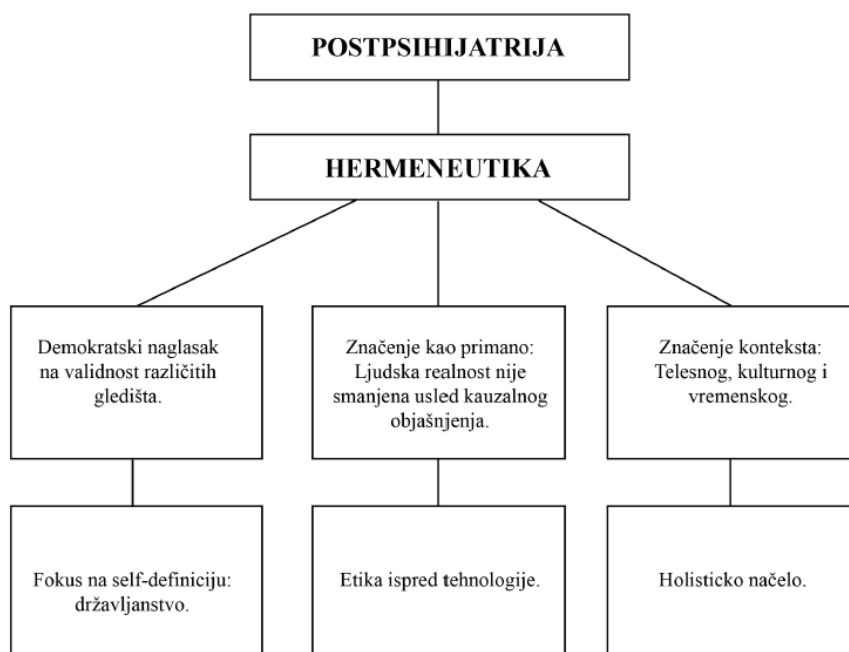 POSTPSIHIJATRIJA
HERMENEUTIKA
Demokratski naglasak
na validnost različitih
gledišta.
Značenje kao primano:
Ljudska realnost nije
smanjena usled kauzalnog
objašnjenja.
Značenje konteksta:
Telesnog, kulturnog i
vremenskog.
Fokus na self-definiciju:
državljanstvo.
Etika ispred tehnologije.
Holisticko načelo.